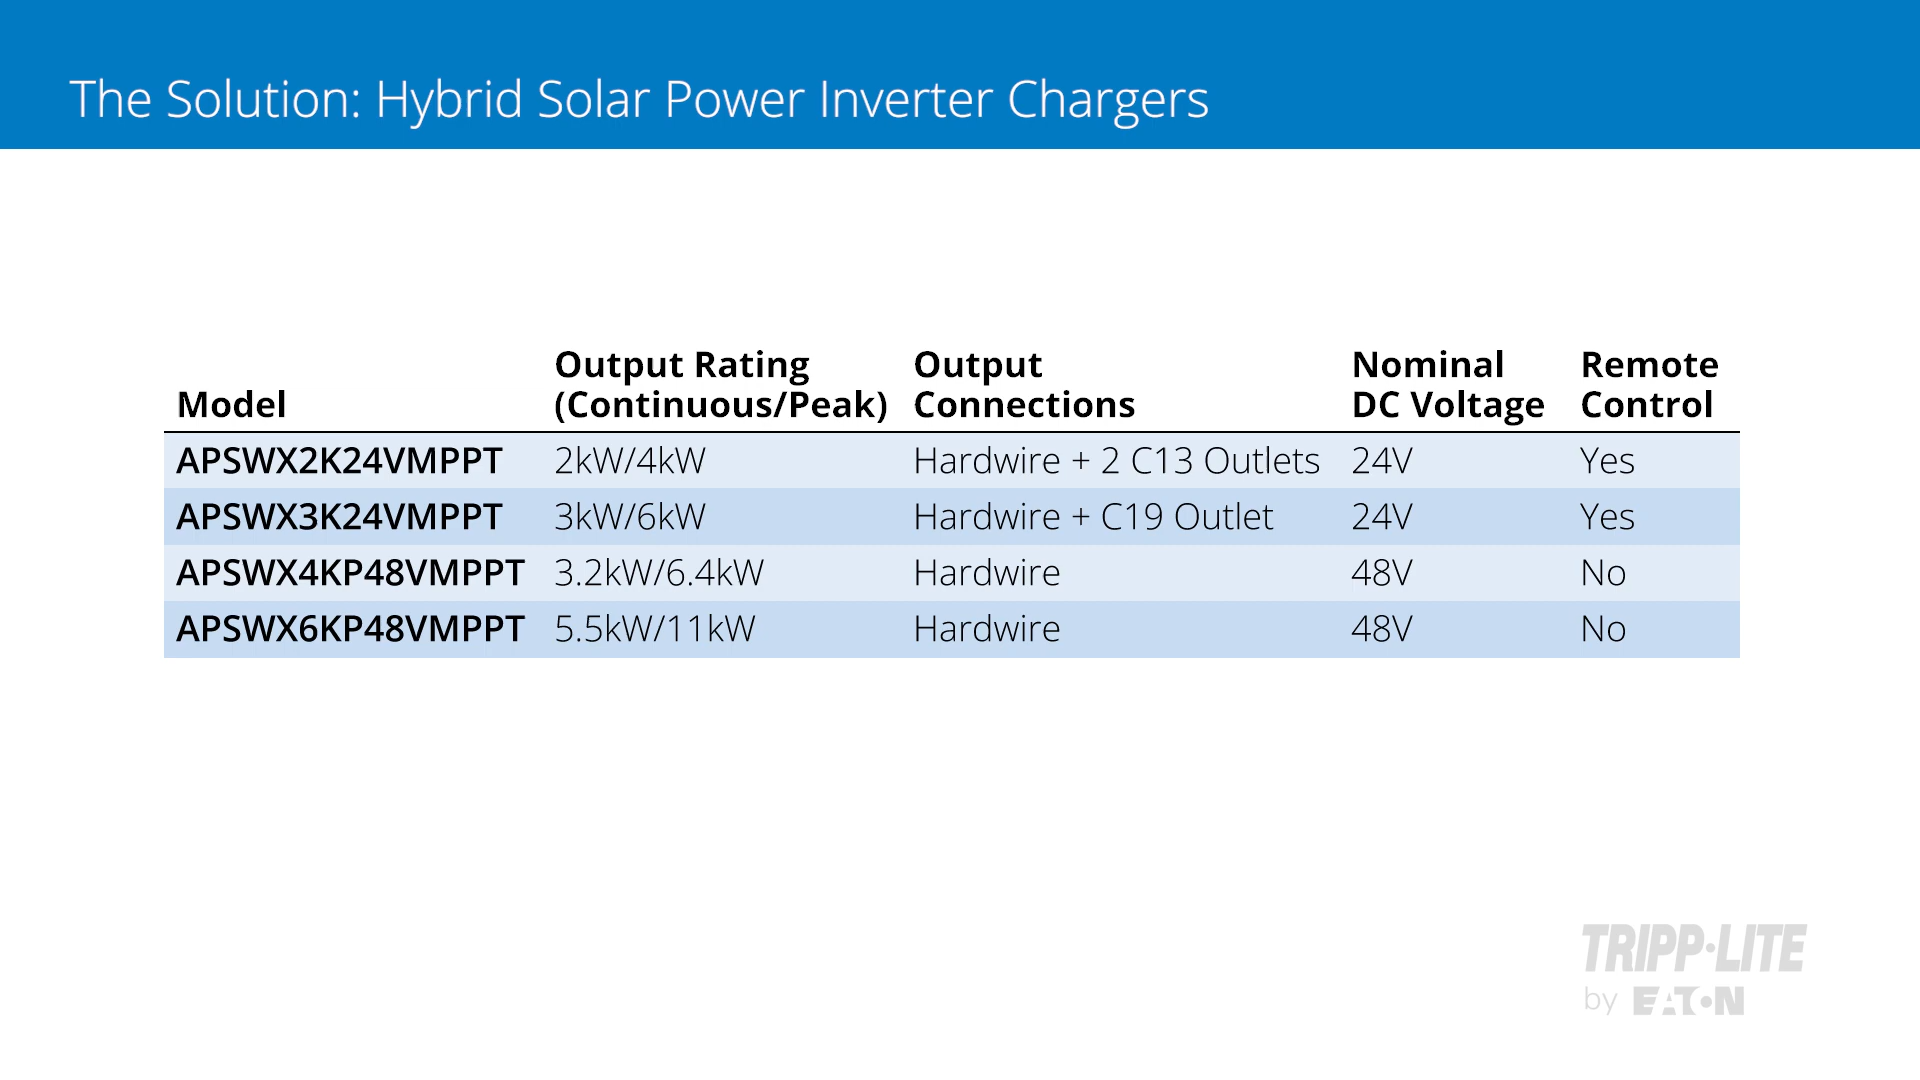 The Solution: Hybrid Solar Power Inverter Chargers
Model Output Rating (Continuous/Peak) Output Connections Nominal DC Voltage Remote Control
APSWX2K24VMPPT 2kW/4kW Hardwire + 2 C13 Outlets 24V Yes
APSWX3K24VMPPT 3kW/6kW Hardwire + C19 Outlet 24V Yes
APSWX4KP48VMPPT 3.2kW/6.4kW Hardwire 48V No
APSWX6KP48VMPPT 5.5kW/11kW Hardwire 48V No
TRIPP·LITE
by EATON